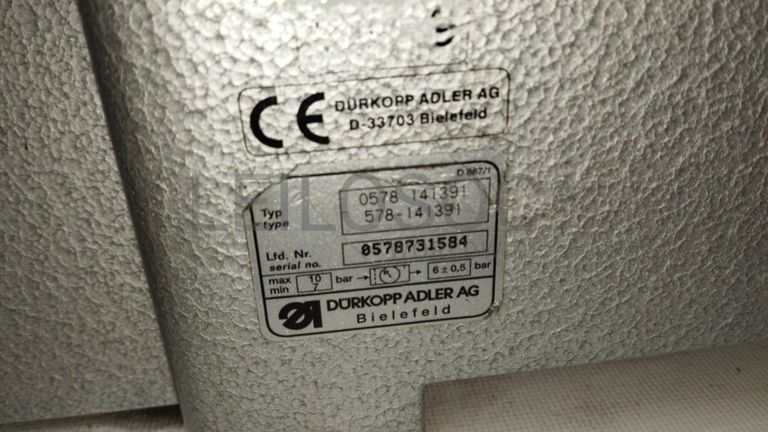 CE DÜRKOPP ADLER AG
D-33703 Bielefeld
D 867/1
Typ 0578 141391
type 578-141391
Lfd. Nr.
serial no. 0578731584
max 10 bar → → 6 ± 0,5 bar
min 7
DÜRKOPP ADLER AG
Bielefeld